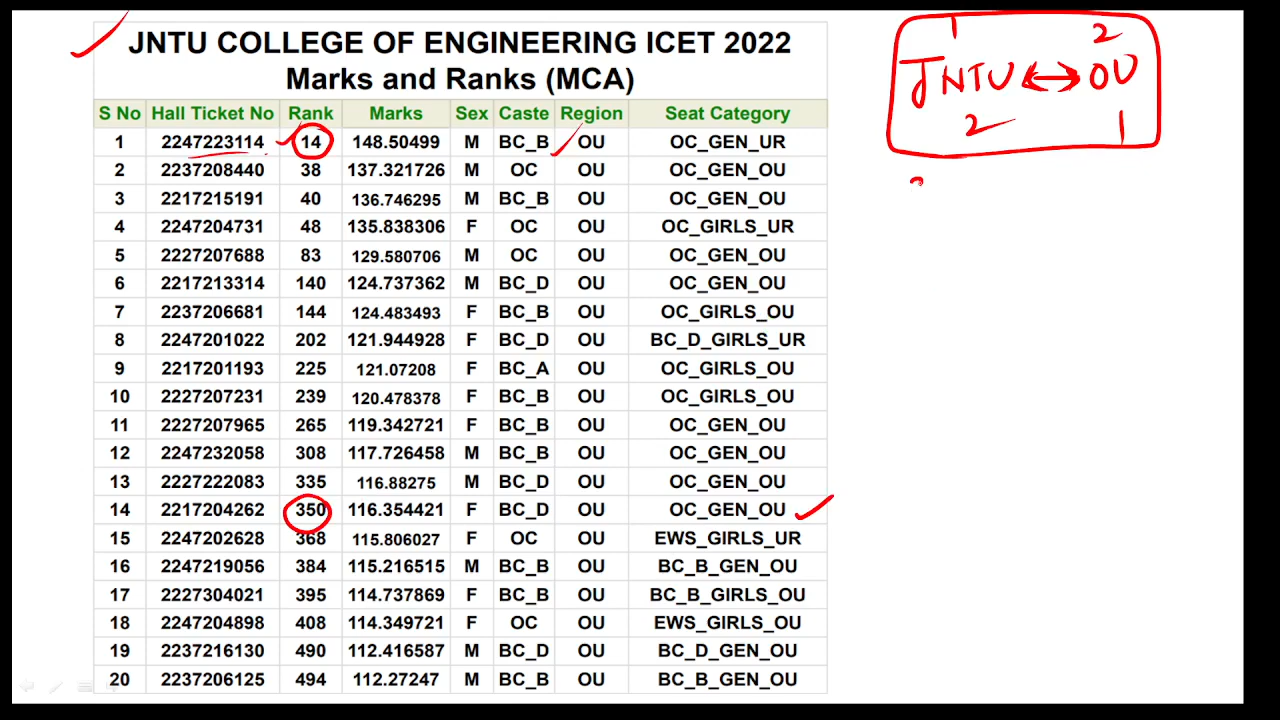 JNTU COLLEGE OF ENGINEERING ICET 2022
Marks and Ranks (MCA)
S No Hall Ticket No Rank Marks Sex Caste Region Seat Category
1 2247223114 14 148.50499 M BC_B OU OC_GEN_UR
2 2237208440 38 137.321726 M OC OU OC_GEN_OU
3 2217215191 40 136.746295 M BC_B OU OC_GEN_OU
4 2247204731 48 135.838306 F OC OU OC_GIRLS_UR
5 2227207688 83 129.580706 M OC OU OC_GEN_OU
6 2217213314 140 124.737362 M BC_D OU OC_GEN_OU
7 2237206681 144 124.483493 F BC_B OU OC_GIRLS_OU
8 2247201022 202 121.944928 F BC_D OU BC_D_GIRLS_UR
9 2217201193 225 121.07208 F BC_A OU OC_GIRLS_OU
10 2227207231 239 120.478378 F BC_B OU OC_GIRLS_OU
11 2227207965 265 119.342721 F BC_B OU OC_GEN_OU
12 2247232058 308 117.726458 M BC_B OU OC_GEN_OU
13 2227222083 335 116.88275 M BC_D OU OC_GEN_OU
14 2217204262 350 116.354421 F BC_D OU OC_GEN_OU
15 2247202628 368 115.806027 F OC OU EWS_GIRLS_UR
16 2247219056 384 115.216515 M BC_B OU BC_B_GEN_OU
17 2227304021 395 114.737869 F BC_B OU BC_B_GIRLS_OU
18 2247204898 408 114.349721 F OC OU EWS_GIRLS_OU
19 2237216130 490 112.416587 M BC_D OU BC_D_GEN_OU
20 2237206125 494 112.27247 M BC_B OU BC_B_GEN_OU
1 2
JNTU ↔ OU
2 1